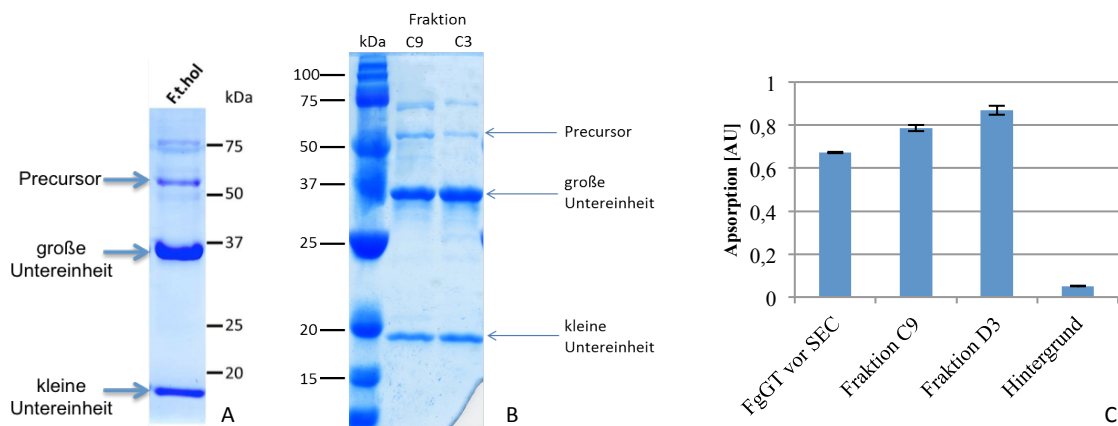 F.t.hol
kDa
75
50
37
25
20
Precursor
große
Untereinheit
kleine
Untereinheit
A
Fraktion
kDa C9 C3
100
75
50
37
25
20
15
Precursor
große
Untereinheit
kleine
Untereinheit
B
Apsorption [AU]
1
0,8
0,6
0,4
0,2
0
FgGT vor SEC
Fraktion C9
Fraktion D3
Hintergrund
C